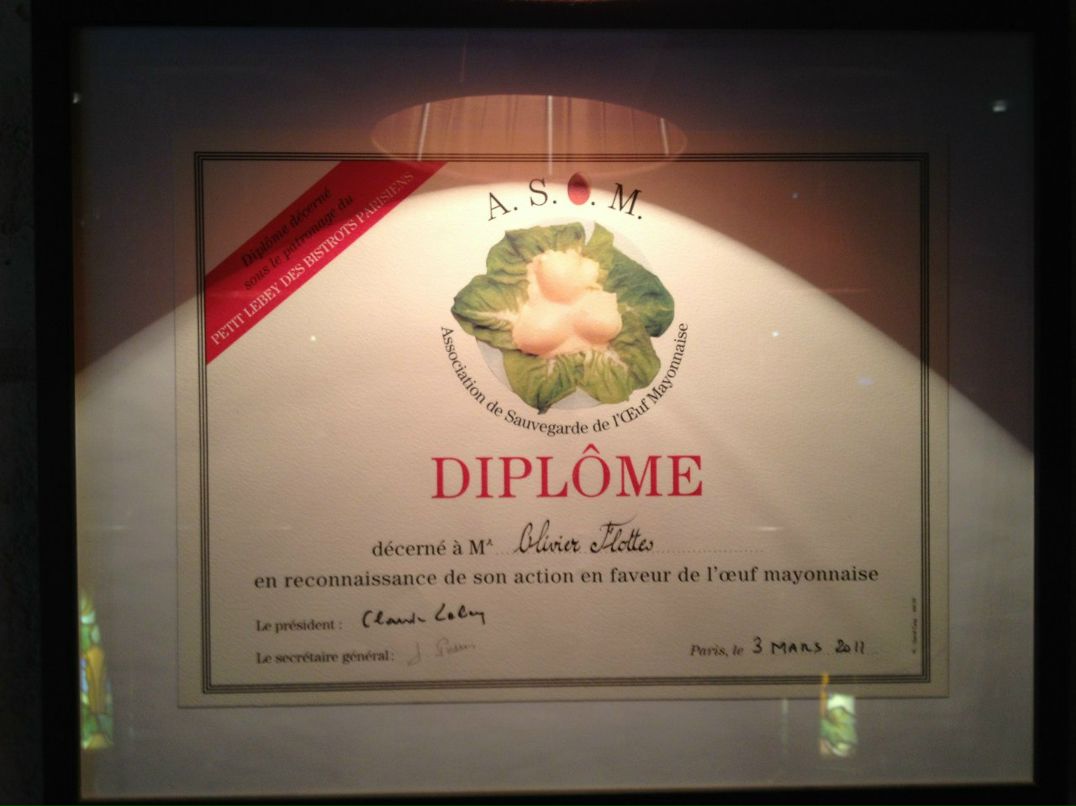 Diplôme décerné
sous le patronage du
PETIT LEBEY DES BISTROTS PARISIENS
A. S. O. M.
Association de Sauvegarde de l'Œuf Mayonnaise
DIPLÔME
décerné à Mʳ Olivier Flottes
en reconnaissance de son action en faveur de l'œuf mayonnaise
Le président : Claude Lebey
Le secrétaire général :
Paris, le 3 MARS 2011